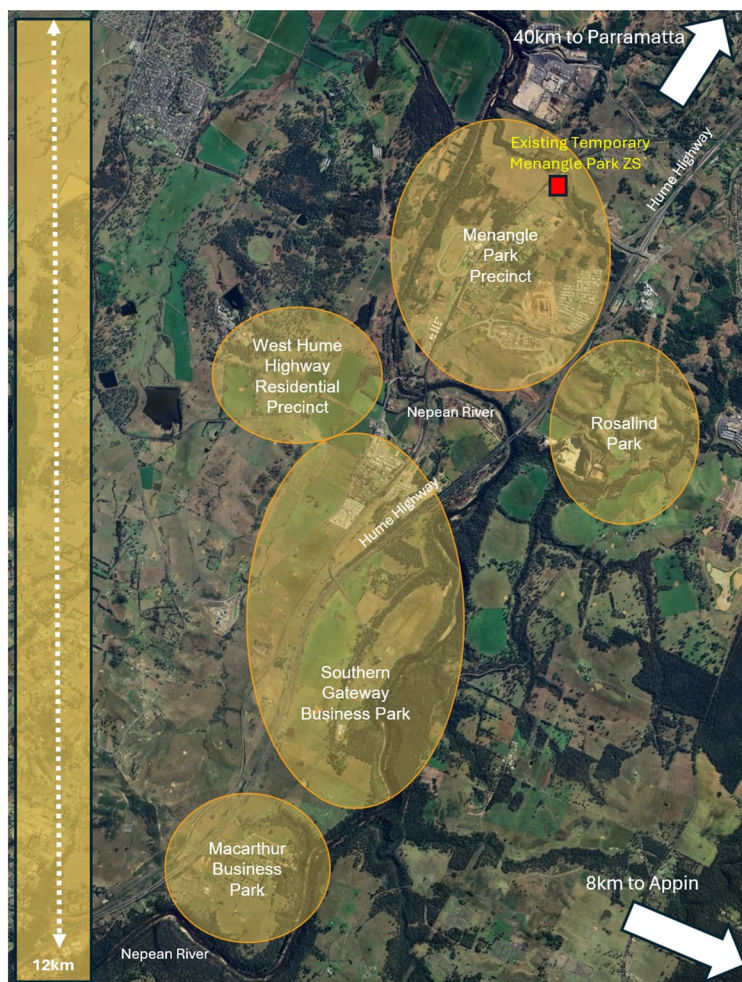 40km to Parramatta
Existing Temporary
Menangle Park ZS
Hume Highway
Menangle
Park
Precinct
West Hume
Highway
Residential
Precinct
Nepean River
Rosalind
Park
Hume Highway
Southern
Gateway
Business Park
Macarthur
Business
Park
8km to Appin
Nepean River
12km